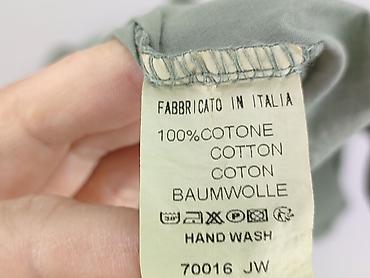 FABBRICATO IN ITALIA
100%COTONE
COTTON
COTON
BAUMWOLLE
HAND WASH
70016 JW